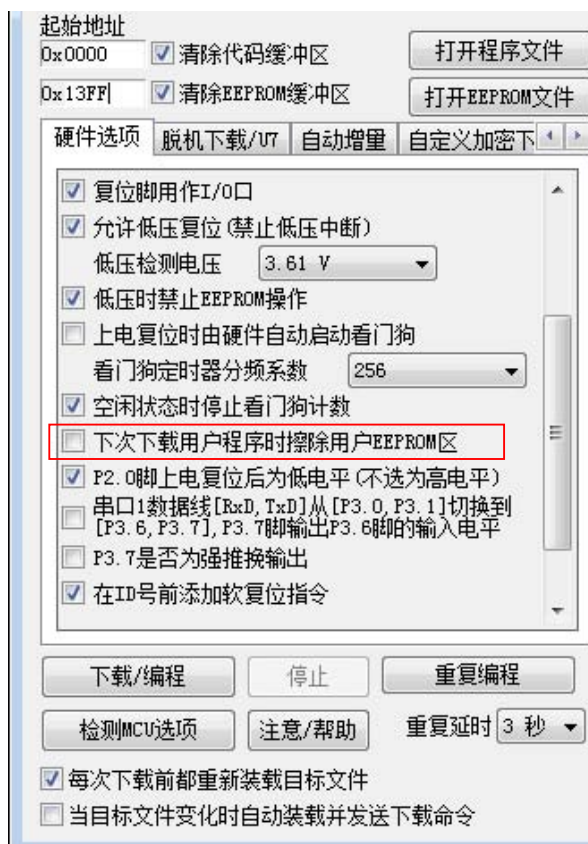 起始地址
0x0000 清除代码缓冲区 打开程序文件
0x13FF 清除EEPROM缓冲区 打开EEPROM文件
硬件选项 脱机下载/U7 自动增量 自定义加密下
复位脚用作I/O口
允许低压复位(禁止低压中断)
低压检测电压 3.61 V
低压时禁止EEPROM操作
上电复位时由硬件自动启动看门狗
看门狗定时器分频系数 256
空闲状态时停止看门狗计数
下次下载用户程序时擦除用户EEPROM区
P2.0脚上电复位后为低电平(不选为高电平)
串口1数据线[RxD,TxD]从[P3.0,P3.1]切换到
[P3.6,P3.7],P3.7脚输出P3.6脚的输入电平
P3.7是否为强推换输出
在ID号前添加软复位指令
下载/编程 停止 重复编程
检测MCU选项 注意/帮助 重复延时 3 秒
每次下载前都重新装载目标文件
当目标文件变化时自动装载并发送下载命令